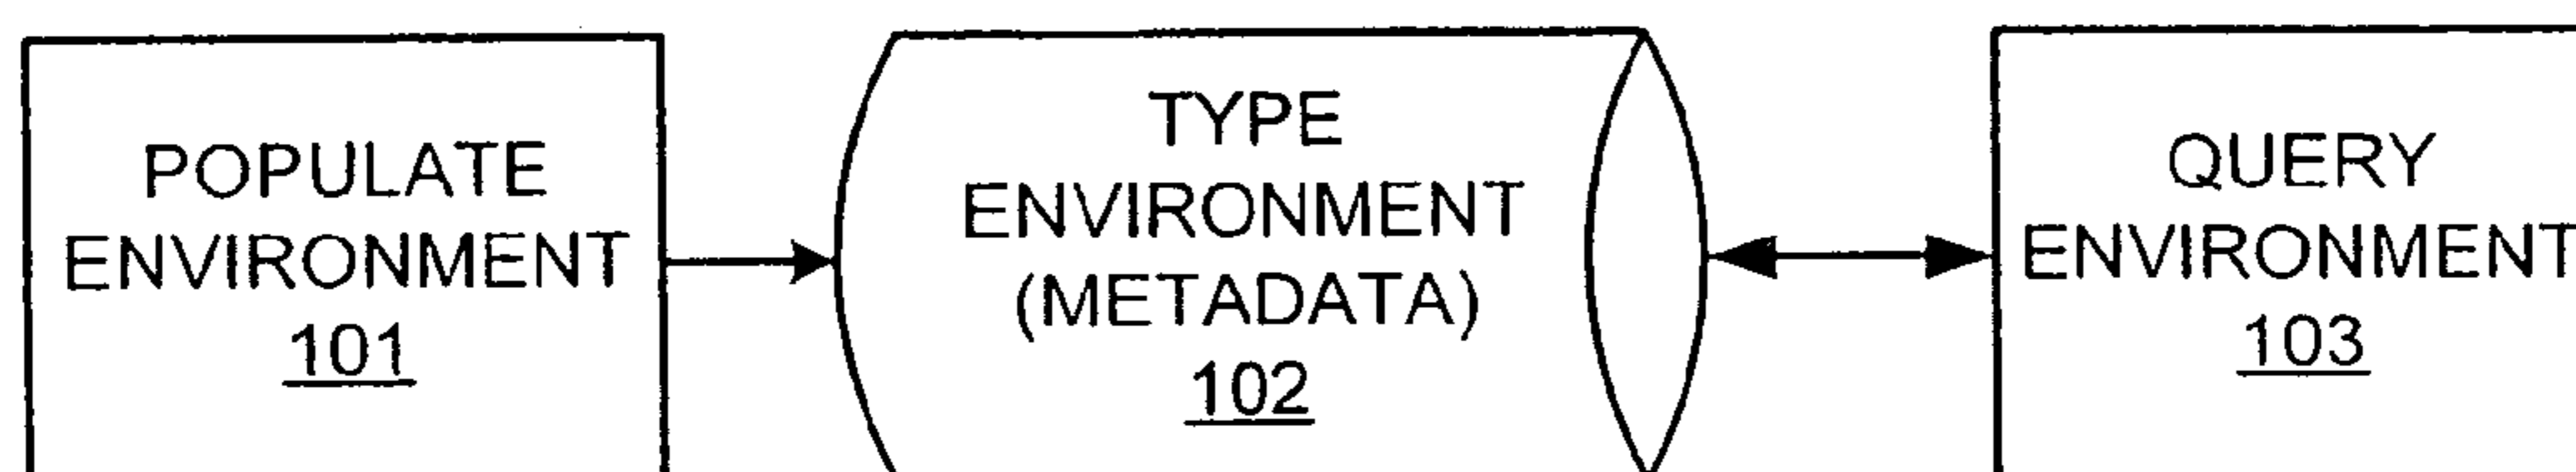 POPULATE
ENVIRONMENT
101
TYPE
ENVIRONMENT
(METADATA)
102
QUERY
ENVIRONMENT
103